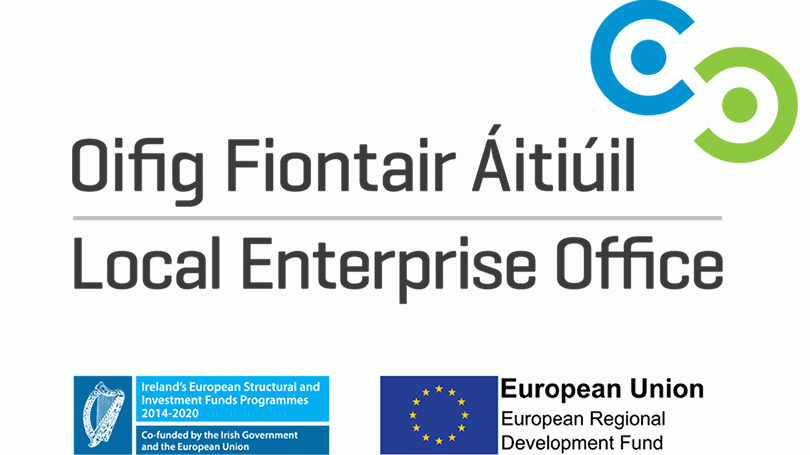 Oifig Fiontair Áitiúil
Local Enterprise Office
Ireland's European Structural and
Investment Funds Programmes
2014-2020
Co-funded by the Irish Government
and the European Union
European Union
European Regional
Development Fund